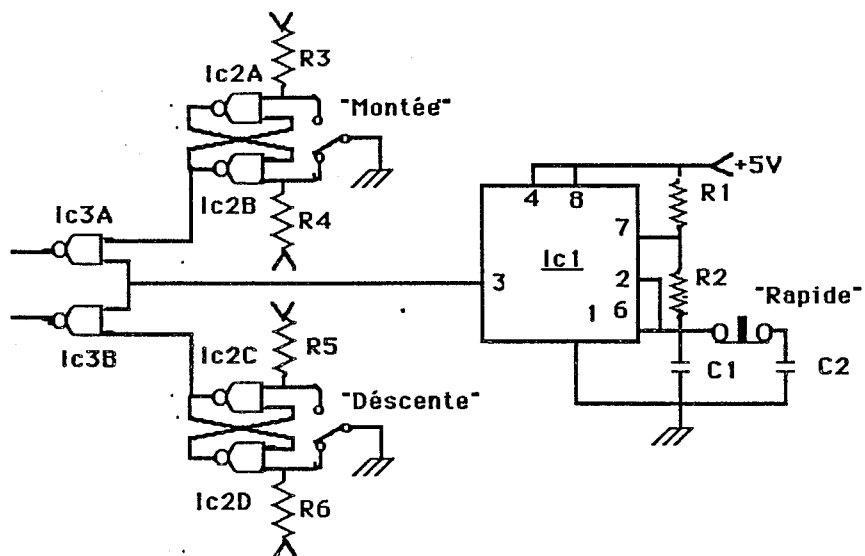 R3
Ic2A
"Montée"
+5V
4 8
R1
Ic2B
R4
Ic3A
7
Ic1
3
2
R2
"Rapide"
1 6
Ic3B
Ic2C
R5
C1
C2
"Déscente"
Ic2D
R6